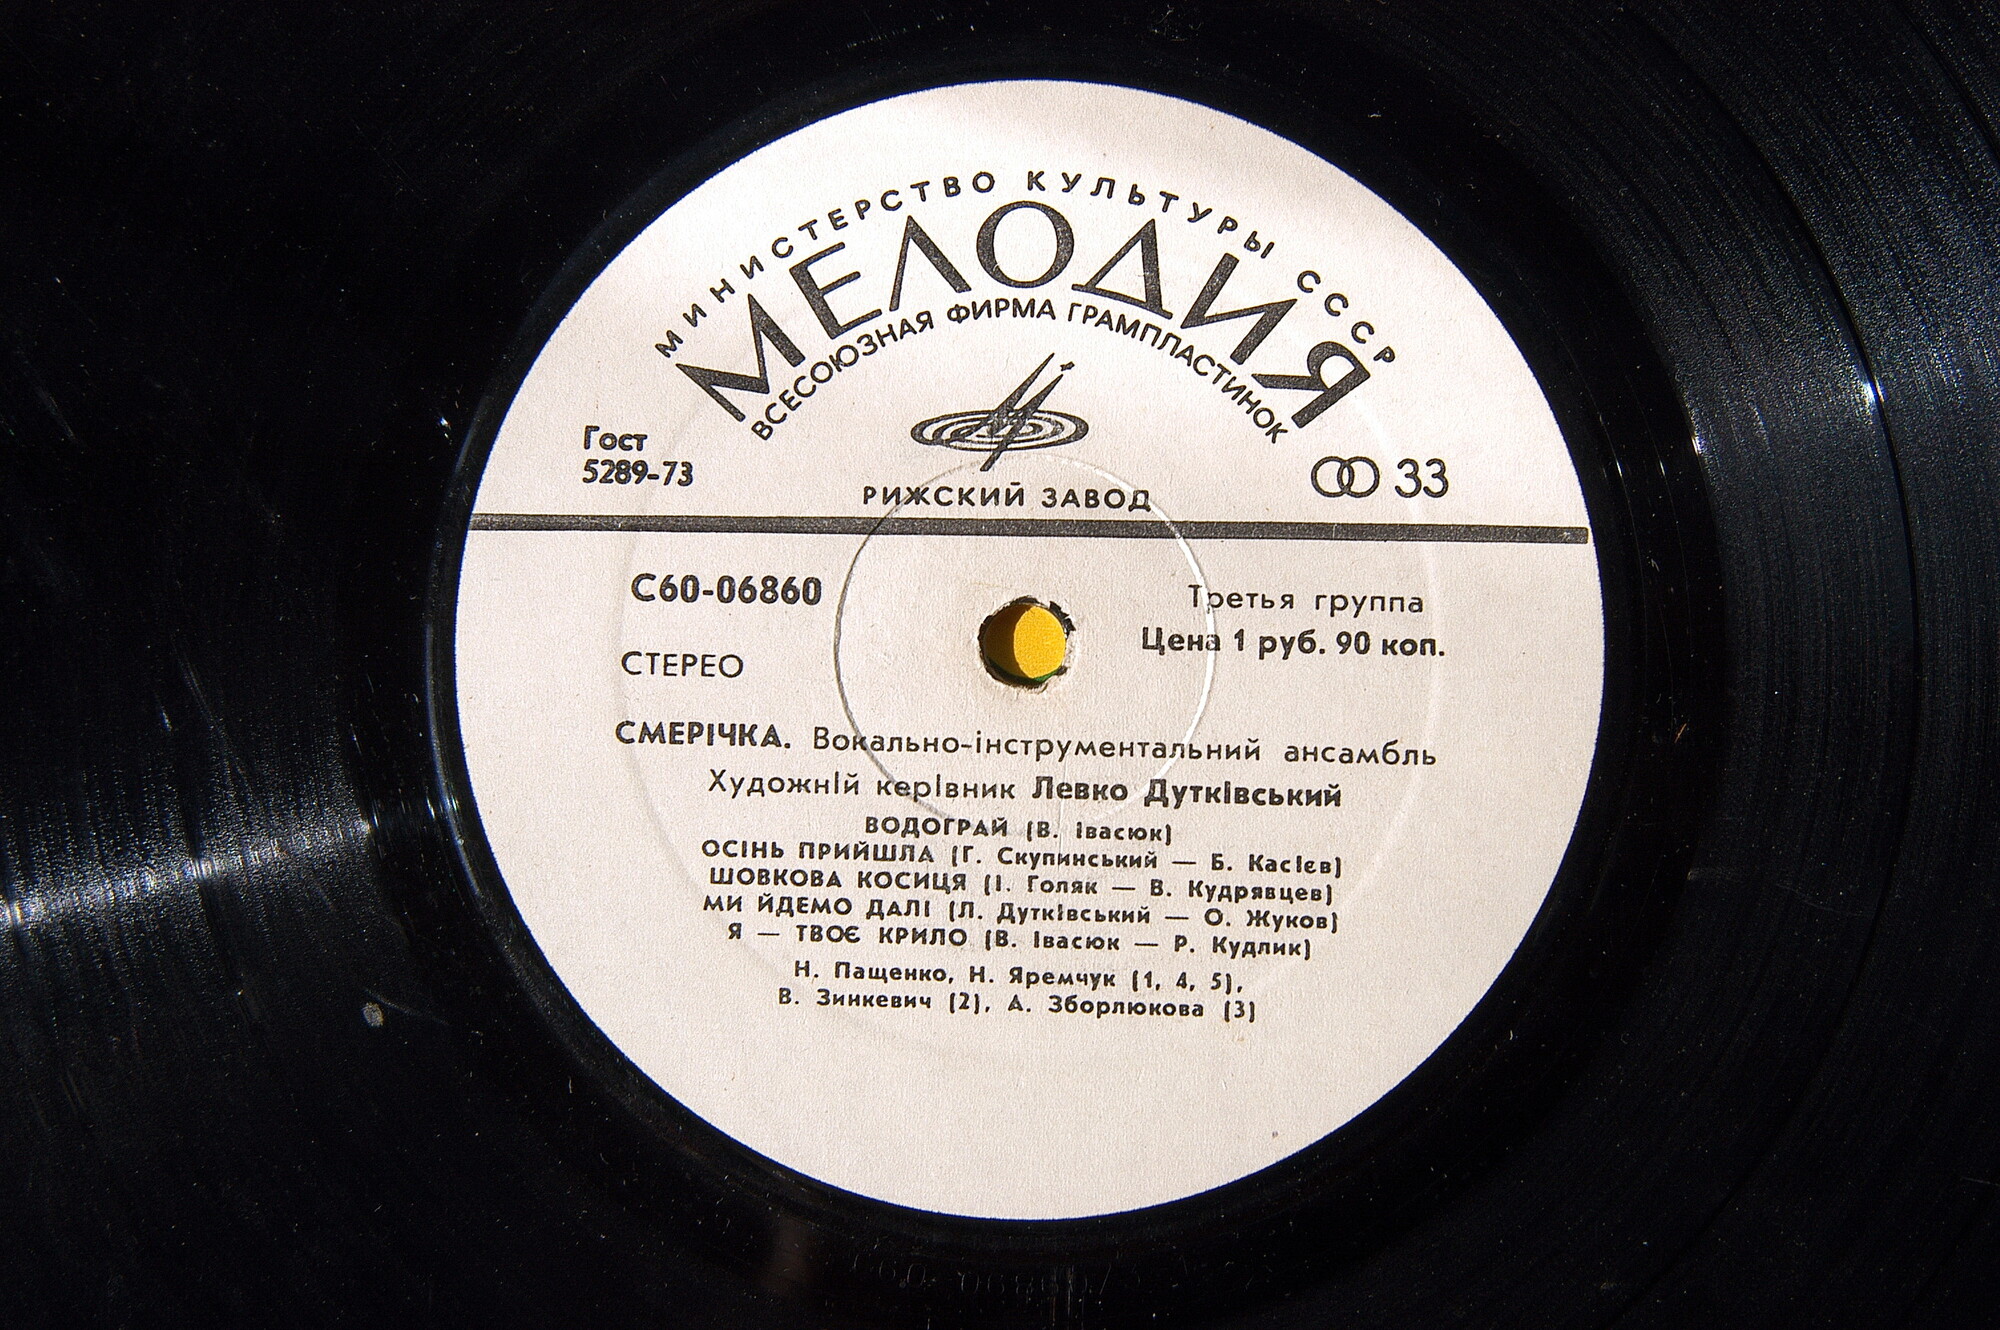 МИНИСТЕРСТВО КУЛЬТУРЫ СССР
МЕЛОДИЯ
ВСЕСОЮЗНАЯ ФИРМА ГРАМПЛАСТИНОК
Гост
5289-73
33
РИЖСКИЙ ЗАВОД
С60-06860
Третья группа
Цена 1 руб. 90 коп.
СТЕРЕО
СМЕРІЧКА. Вокально-інструментальний ансамбль
Художній керівник Левко Дутківський
ВОДОГРАЙ (В. Івасюк)
ОСІНЬ ПРИЙШЛА (Г. Скупинський — Б. Касієв)
ШОВКОВА КОСИЦЯ (І. Голяк — В. Кудрявцев)
МИ ЙДЕМО ДАЛІ (Л. Дутківський — О. Жуков)
Я — ТВОЄ КРИЛО (В. Івасюк — Р. Кудлик)
Н. Пащенко, Н. Яремчук (1, 4, 5),
В. Зинкевич (2), А. Зборлюкова (3)